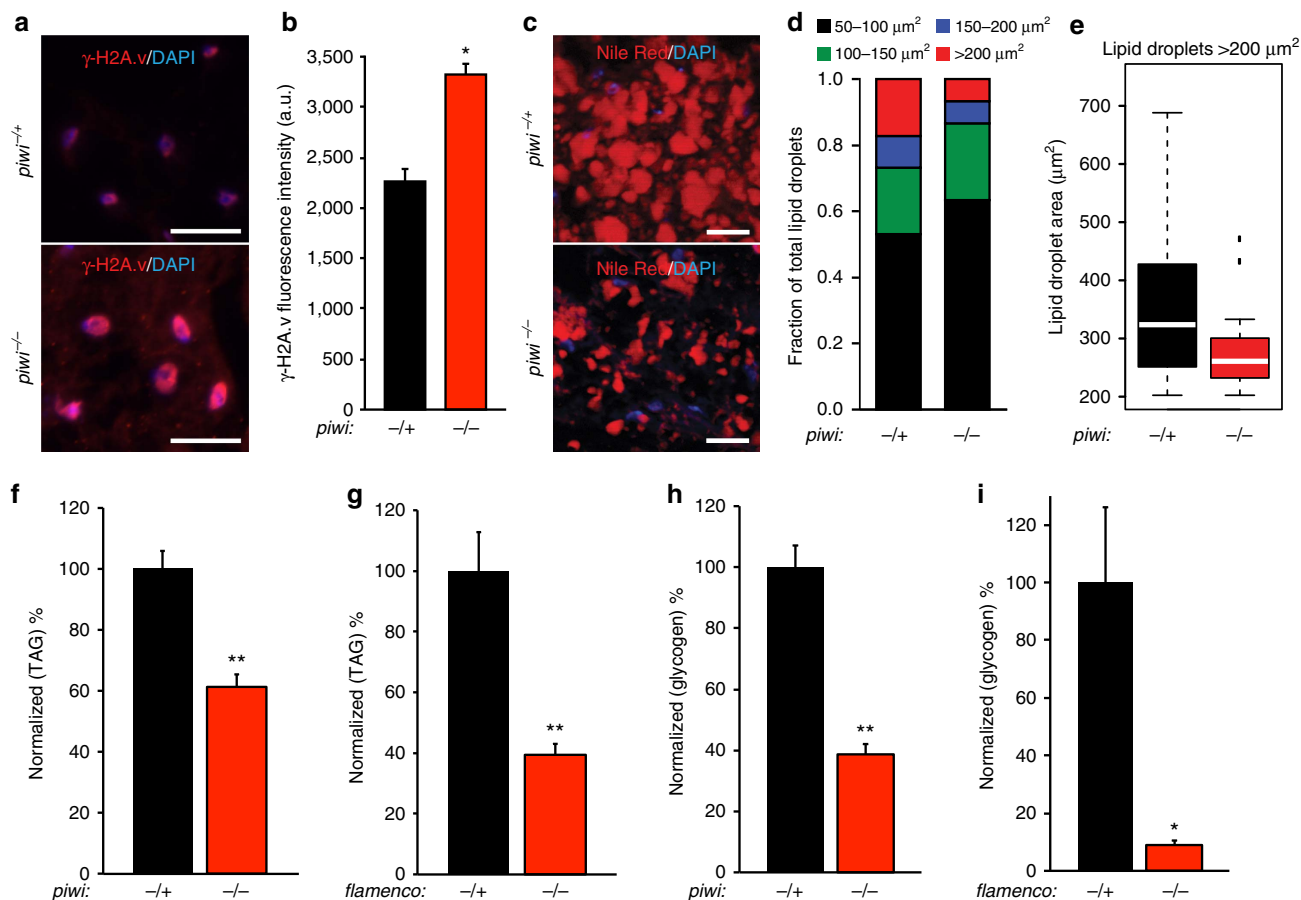 a
γ-H2A.v/DAPI
piwi−/+
γ-H2A.v/DAPI
piwi−/−
b
γ-H2A.v fluorescence intensity (a.u.)
3,500
*
3,000
2,500
2,000
1,500
1,000
500
0
piwi: −/+ −/−
c
Nile Red/DAPI
piwi−/+
Nile Red/DAPI
piwi−/−
d
50–100 μm² 150–200 μm²
100–150 μm² >200 μm²
Fraction of total lipid droplets
1.0
0.8
0.6
0.4
0.2
0.0
piwi: −/+ −/−
e
Lipid droplets >200 μm²
Lipid droplet area (μm²)
700
600
500
400
300
200
piwi: −/+ −/−
f
Normalized (TAG) %
120
100
80
60
40
20
0
**
piwi: −/+ −/−
g
Normalized (TAG) %
120
100
80
60
40
20
0
**
flamenco: −/+ −/−
h
Normalized (glycogen) %
120
100
80
60
40
20
0
**
piwi: −/+ −/−
i
Normalized (glycogen) %
120
100
80
60
40
20
0
*
flamenco: −/+ −/−